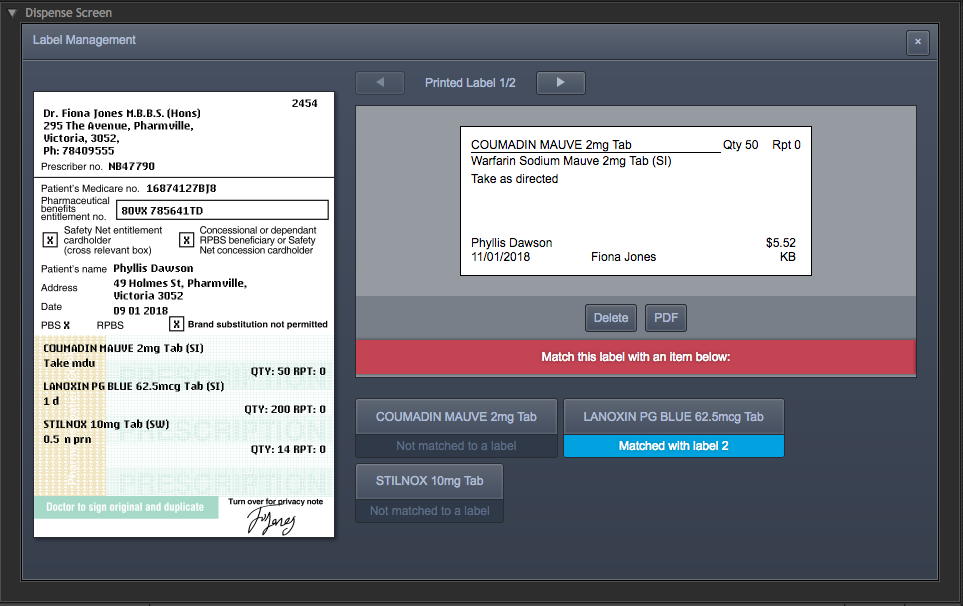 Dispense Screen
Label Management
×
Printed Label 1/2
2454
Dr. Fiona Jones M.B.B.S. (Hons)
295 The Avenue, Pharmville,
Victoria, 3052,
Ph: 78409555
Prescriber no. NB47790
Patient's Medicare no. 16874127BJ8
Pharmaceutical
benefits
entitlement no.
80VX 785641TD
X
Safety Net entitlement
cardholder
(cross relevant box)
X
Concessional or dependant
RPBS beneficiary or Safety
Net concession cardholder
Patient's name Phyllis Dawson
Address 49 Holmes St, Pharmville,
Victoria 3052
Date 09 01 2018
PBS X RPBS X Brand substitution not permitted
COUMADIN MAUVE 2mg Tab (SI)
Take mdu
QTY: 50 RPT: 0
LANOXIN PG BLUE 62.5mcg Tab (SI)
1 d
QTY: 200 RPT: 0
STILNOX 10mg Tab (SW)
0.5 n prn
QTY: 14 RPT: 0
PRESCRIPTION
PRESCRIPTION
PRESCRIPTION
Doctor to sign original and duplicate
Turn over for privacy note
COUMADIN MAUVE 2mg Tab Qty 50 Rpt 0
Warfarin Sodium Mauve 2mg Tab (SI)
Take as directed
Phyllis Dawson $5.52
11/01/2018 Fiona Jones KB
Delete PDF
Match this label with an item below:
COUMADIN MAUVE 2mg Tab
Not matched to a label
LANOXIN PG BLUE 62.5mcg Tab
Matched with label 2
STILNOX 10mg Tab
Not matched to a label